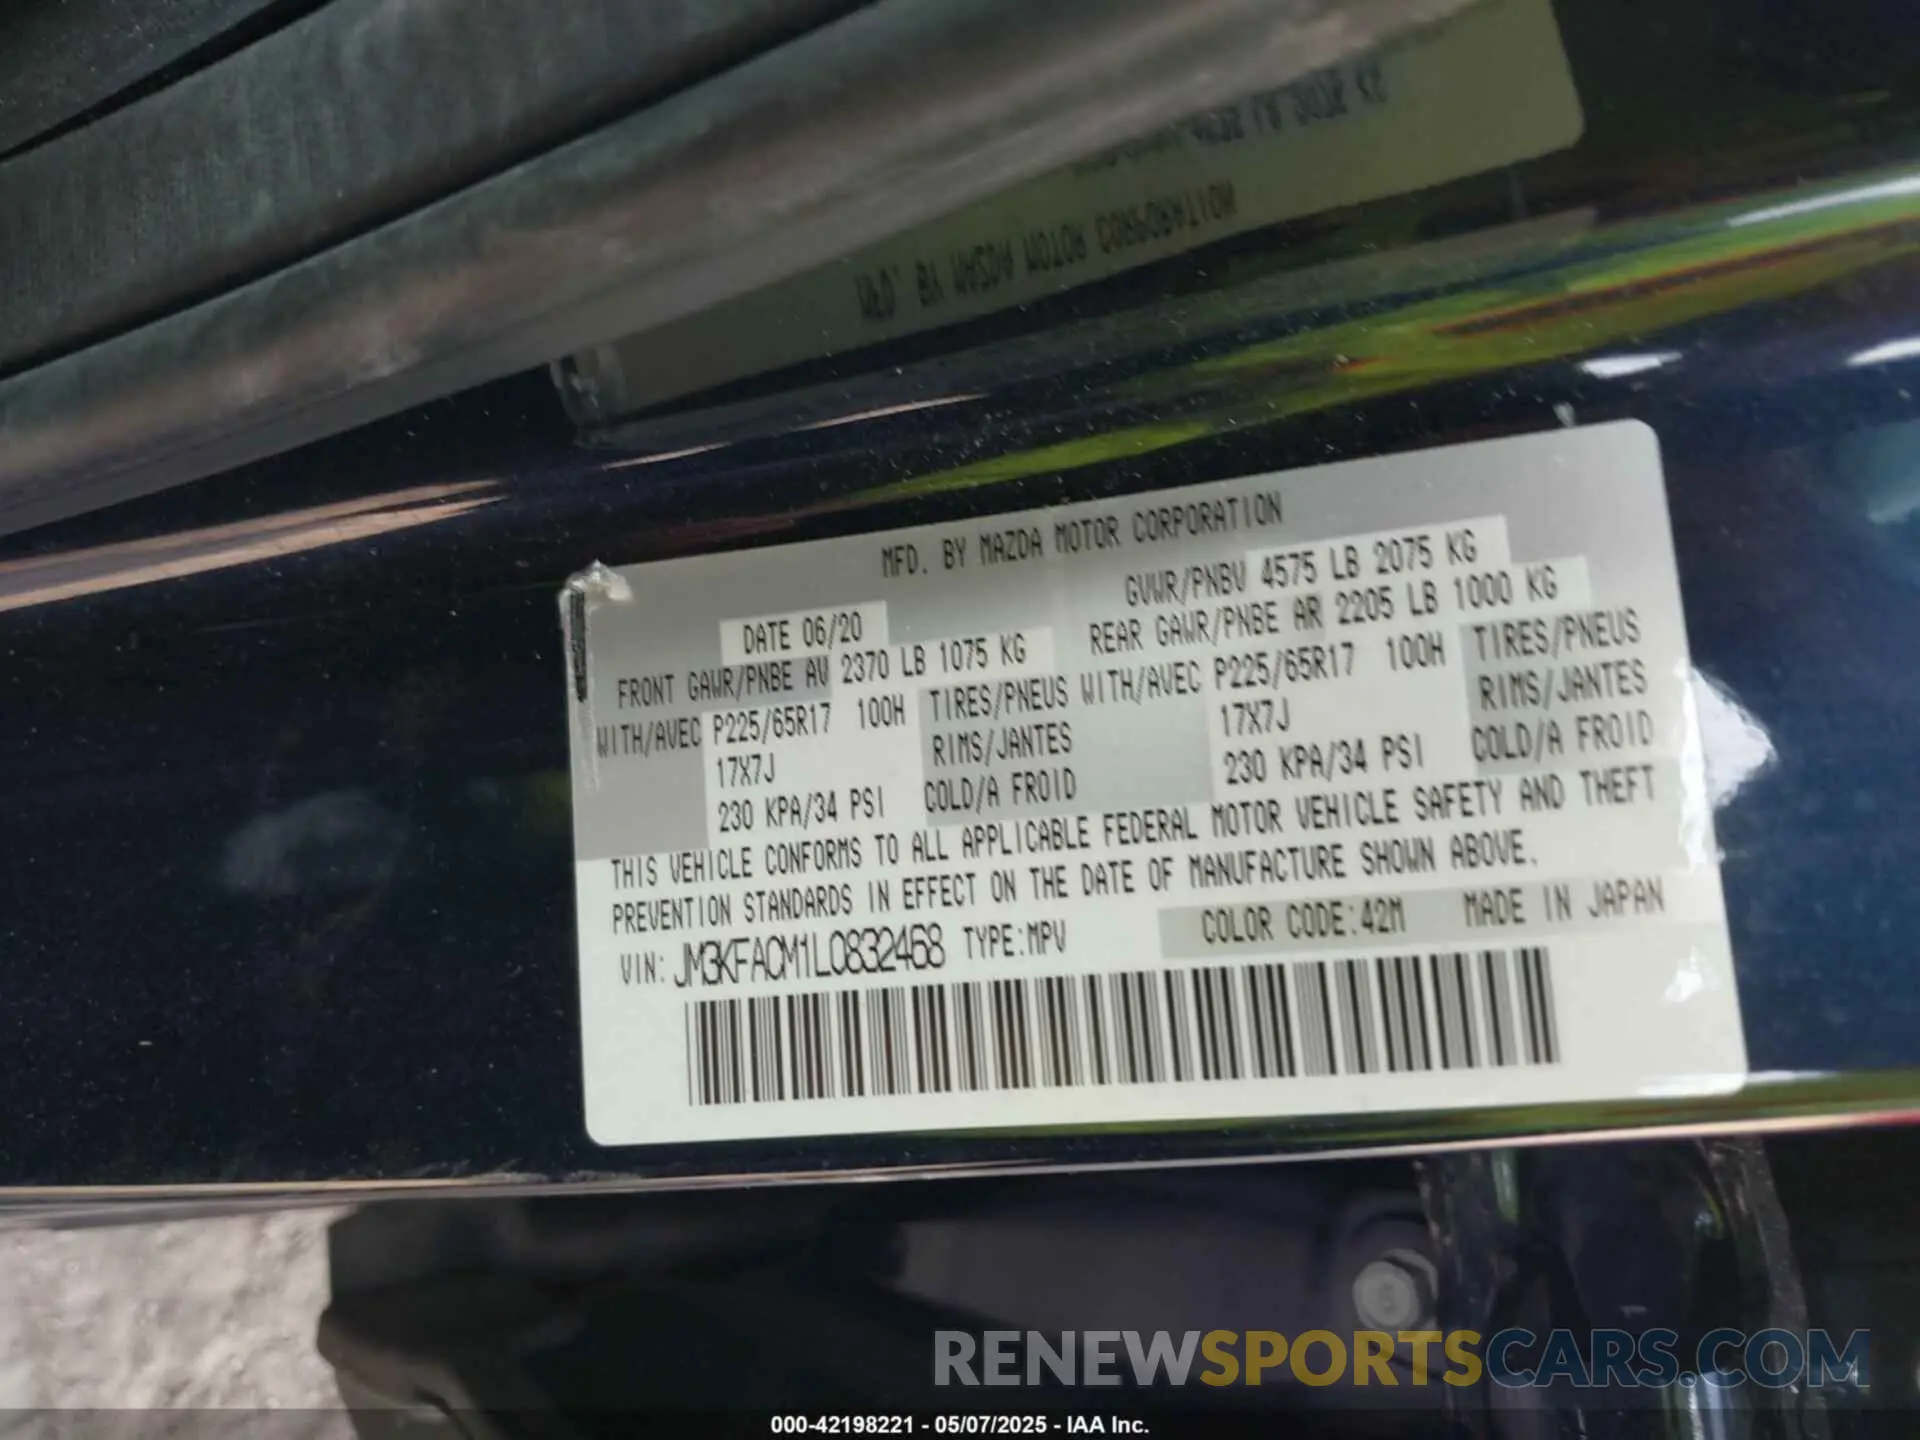 MFD. BY MAZDA MOTOR CORPORATION
DATE 06/20
GVWR/PNBV 4575 LB 2075 KG
FRONT GAWR/PNBE AV 2370 LB 1075 KG
REAR GAWR/PNBE AR 2205 LB 1000 KG
WITH/AVEC P225/65R17 100H TIRES/PNEUS
17X7J RIMS/JANTES
230 KPA/34 PSI COLD/A FROID
WITH/AVEC P225/65R17 100H TIRES/PNEUS
17X7J RIMS/JANTES
230 KPA/34 PSI COLD/A FROID
THIS VEHICLE CONFORMS TO ALL APPLICABLE FEDERAL MOTOR VEHICLE SAFETY AND THEFT
PREVENTION STANDARDS IN EFFECT ON THE DATE OF MANUFACTURE SHOWN ABOVE.
VIN: JM3KFACM1L0832468 TYPE:MPV COLOR CODE:42M MADE IN JAPAN
RENEWSPORTSCARS.COM
000-42198221 - 05/07/2025 - IAA Inc.